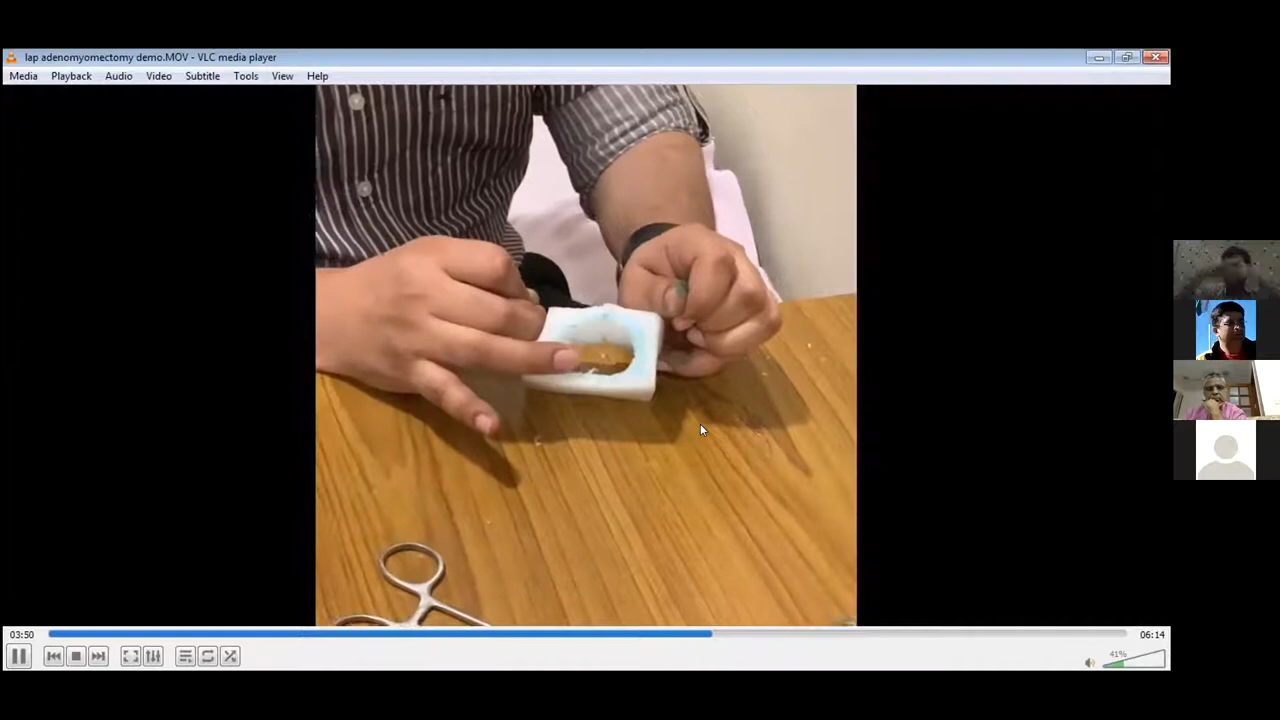 lap adenomyomectomy demo.MOV - VLC media player
Media Playback Audio Video Subtitle Tools View Help
03:50 06:14
41%